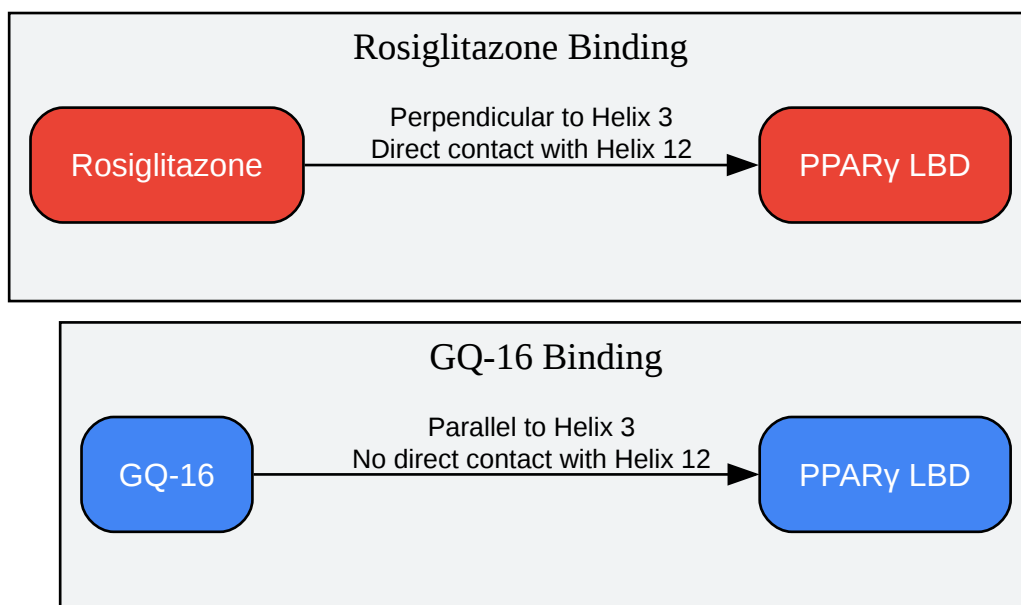 Rosiglitazone Binding
Rosiglitazone
Perpendicular to Helix 3
Direct contact with Helix 12
PPARγ LBD
GQ-16 Binding
GQ-16
Parallel to Helix 3
No direct contact with Helix 12
PPARγ LBD